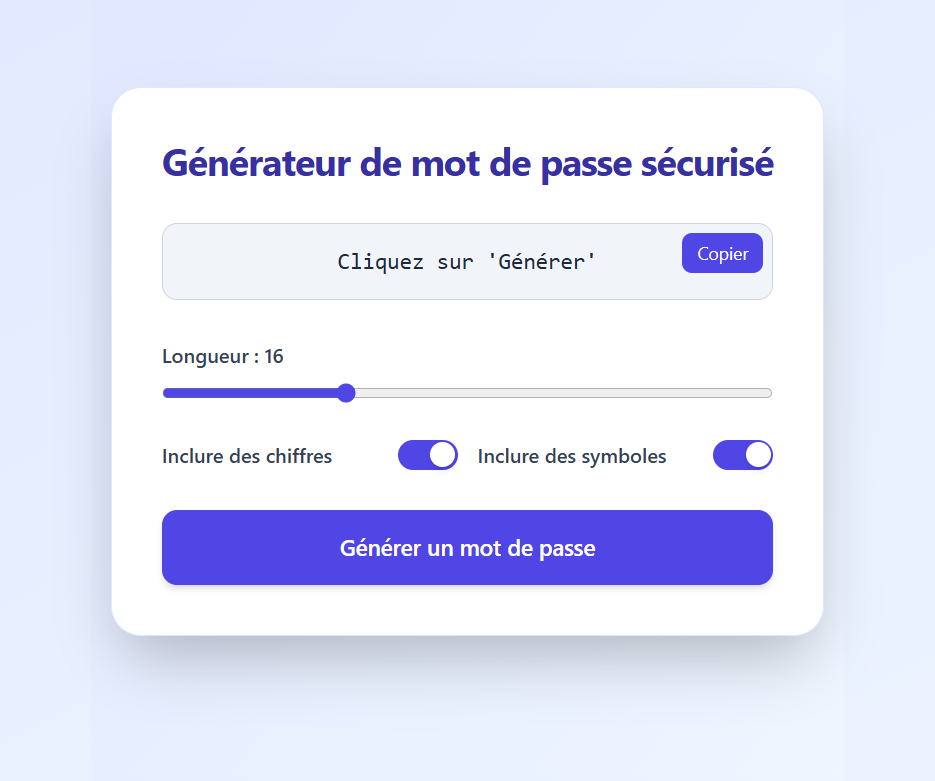 Générateur de mot de passe sécurisé
Cliquez sur 'Générer'
Copier
Longueur : 16
Inclure des chiffres
Inclure des symboles
Générer un mot de passe